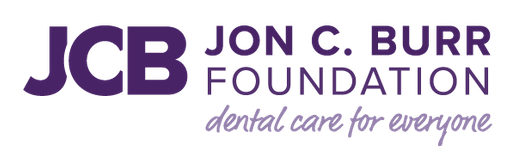 JCB
JON C. BURR
FOUNDATION
dental care for everyone